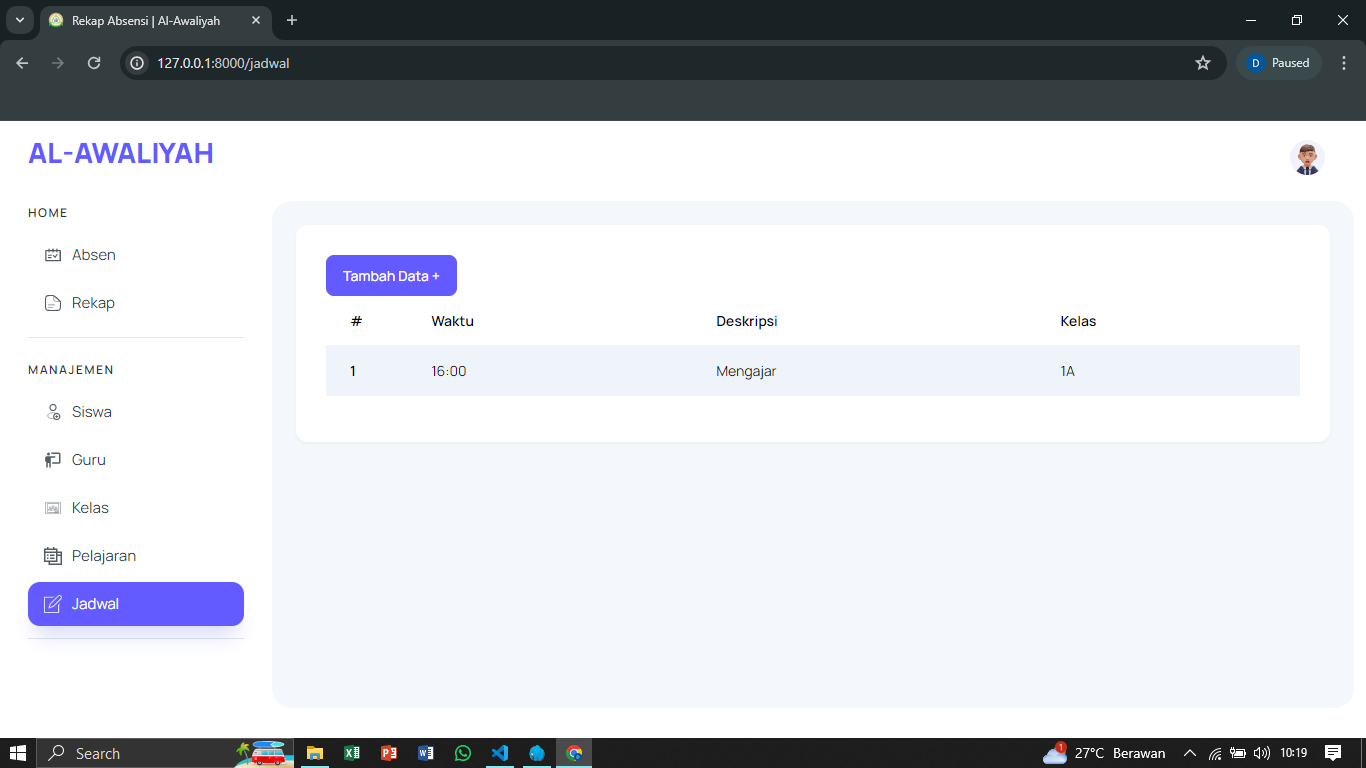 Rekap Absensi | Al-Awaliyah
127.0.0.1:8000/jadwal
D Paused
AL-AWALIYAH
HOME
Absen
Rekap
MANAJEMEN
Siswa
Guru
Kelas
Pelajaran
Jadwal
Tambah Data +
# Waktu Deskripsi Kelas
1 16:00 Mengajar 1A
Search
1
27°C Berawan
10:19